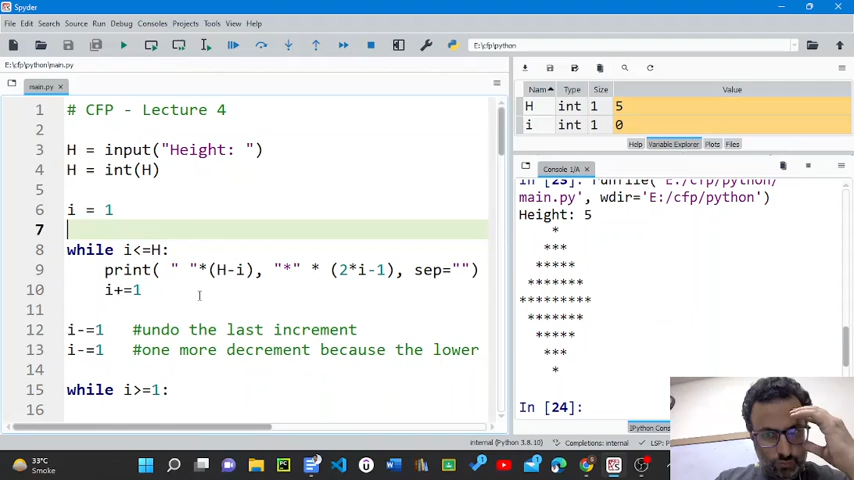 Spyder
File Edit Search Source Run Debug Consoles Projects Tools View Help
E:\cfp\python
E:\cfp\python\main.py
main.py
1 # CFP - Lecture 4
2
3 H = input("Height: ")
4 H = int(H)
5
6 i = 1
7
8 while i<=H:
9 print( " "*(H-i), "*" * (2*i-1), sep="")
10 i+=1
11
12 i-=1 #undo the last increment
13 i-=1 #one more decrement because the lower
14
15 while i>=1:
16
Nam Type Size Value
H int 1 5
i int 1 0
Help Variable Explorer Plots Files
Console 1/A
In [23]: runfile('E:/cfp/python/
main.py', wdir='E:/cfp/python')
Height: 5
*
***
*****
*******
*********
*******
*****
***
*
In [24]:
IPython Cons
internal (Python 3.8.10) Completions: internal LSP:
33°C
Smoke